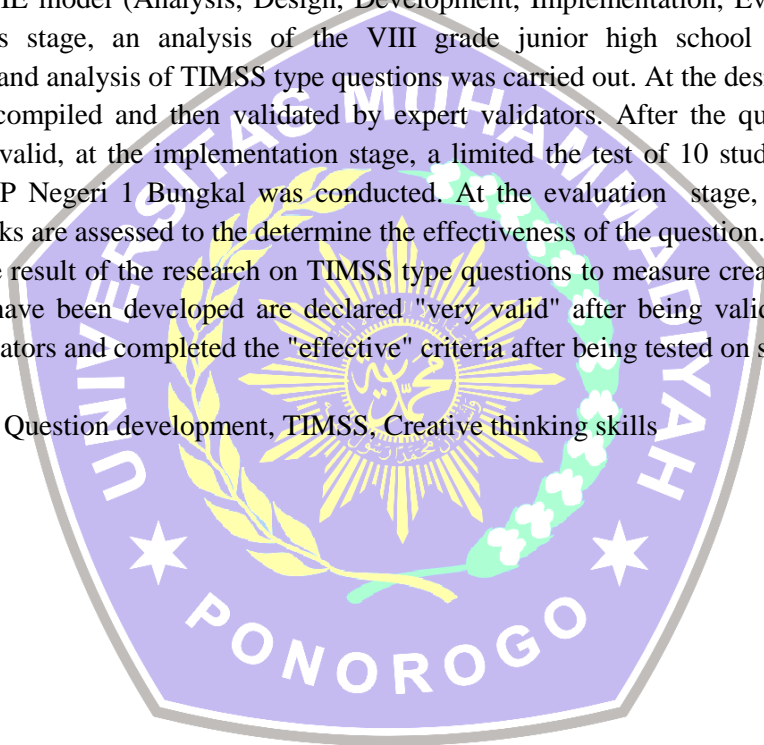 IE model (Analysis, Design, Development, Implementation, Ev
s stage, an analysis of the VIII grade junior high school
and analysis of TIMSS type questions was carried out. At the des
compiled and then validated by expert validators. After the qu
valid, at the implementation stage, a limited the test of 10 stud
P Negeri 1 Bungkal was conducted. At the evaluation stage,
ks are assessed to the determine the effectiveness of the question.
e result of the research on TIMSS type questions to measure crea
have been developed are declared "very valid" after being valid
ators and completed the "effective" criteria after being tested on s
Question development, TIMSS, Creative thinking skills
UNIVERSITAS MUHAMMADIYAH
PONOROGO